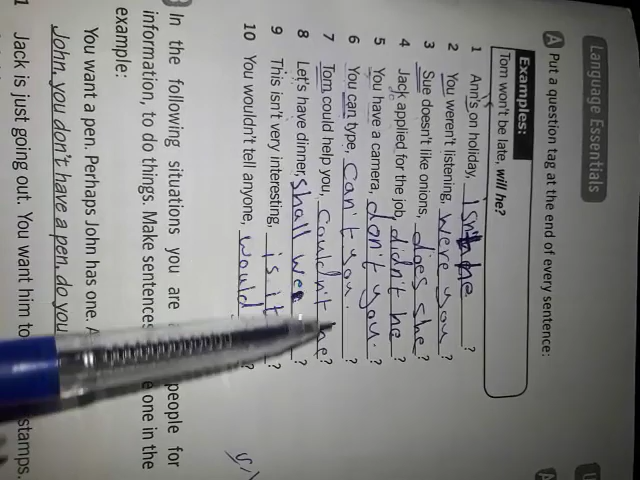 Language Essentials
A Put a question tag at the end of every sentence:
Examples:
Tom won't be late, will he?
1 Ann's on holiday, Isn't he ?
2 You weren't listening, were you ?
3 Sue doesn't like onions, does she ?
4 Jack applied for the job, didn't he ?
5 You have a camera, don't you. ?
6 You can type, can't you. ?
7 Tom could help you, couldn't he ?
8 Let's have dinner, shall we ?
9 This isn't very interesting, is it ?
10 You wouldn't tell anyone, would ?
In the following situations you are people for
information, to do things. Make sentences one in the
example:
You want a pen. Perhaps John has one. A
John, you don't have a pen, do you
1 Jack is just going out. You want him to stamps.